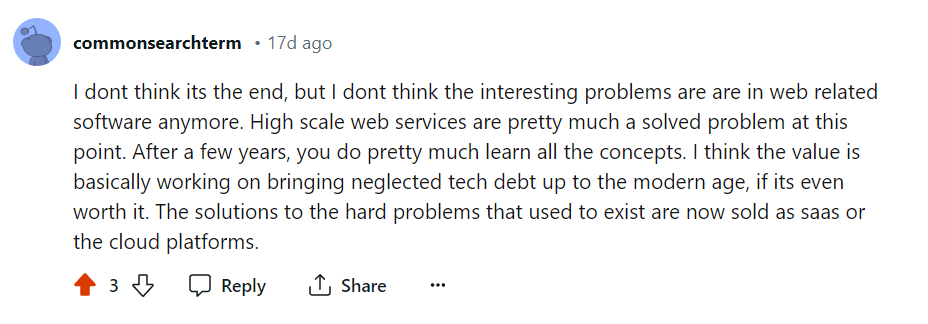 commonsearchterm • 17d ago
I dont think its the end, but I dont think the interesting problems are are in web related
software anymore. High scale web services are pretty much a solved problem at this
point. After a few years, you do pretty much learn all the concepts. I think the value is
basically working on bringing neglected tech debt up to the modern age, if its even
worth it. The solutions to the hard problems that used to exist are now sold as saas or
the cloud platforms.
3 Reply Share ...